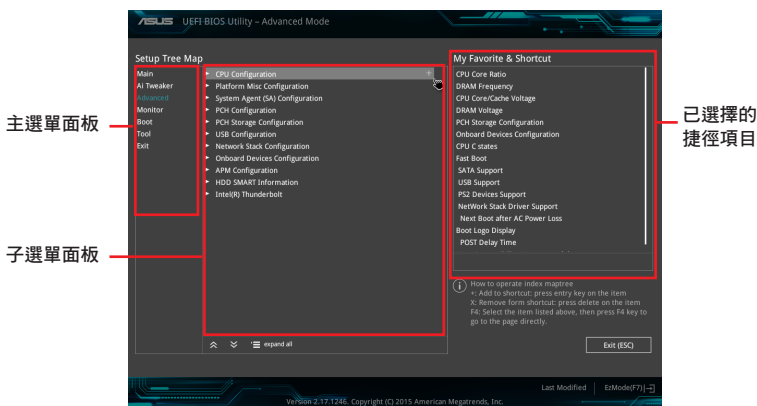 ASUS UEFI BIOS Utility – Advanced Mode
Setup Tree Map
Main
Ai Tweaker
Advanced
Monitor
Boot
Tool
Exit
CPU Configuration +
Platform Misc Configuration
System Agent (SA) Configuration
PCH Configuration
PCH Storage Configuration
USB Configuration
Network Stack Configuration
Onboard Devices Configuration
APM Configuration
HDD SMART Information
Intel(R) Thunderbolt
expand all
My Favorite & Shortcut
CPU Core Ratio
DRAM Frequency
CPU Core/Cache Voltage
DRAM Voltage
PCH Storage Configuration
Onboard Devices Configuration
CPU C states
Fast Boot
SATA Support
USB Support
PS2 Devices Support
NetWork Stack Driver Support
Next Boot after AC Power Loss
Boot Logo Display
POST Delay Time
How to operate index maptree
+: Add to shortcut: press entry key on the item
X: Remove form shortcut: press delete on the item
F4: Select the item listed above, then press F4 key to
go to the page directly.
Exit (ESC)
Last Modified
EzMode(F7)
Version 2.17.1246. Copyright (C) 2015 American Megatrends, Inc.
主選單面板
子選單面板
已選擇的
捷徑項目